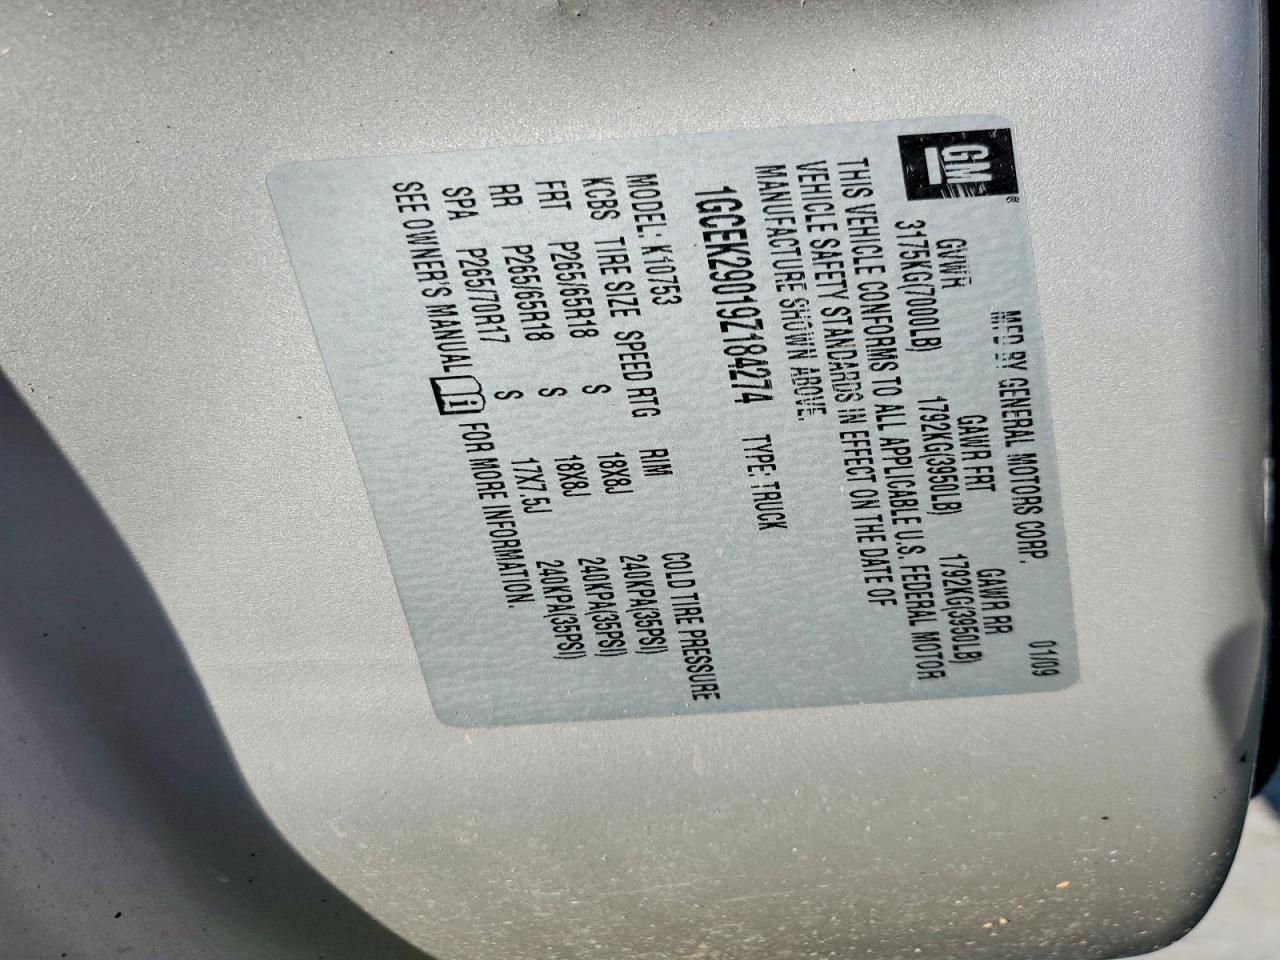 GM®
MFD BY GENERAL MOTORS CORP. 01/09
GVWR GAWR FRT GAWR RR
3175KG(7000LB) 1792KG(3950LB) 1792KG(3950LB)
THIS VEHICLE CONFORMS TO ALL APPLICABLE U.S. FEDERAL MOTOR
VEHICLE SAFETY STANDARDS IN EFFECT ON THE DATE OF
MANUFACTURE SHOWN ABOVE.
1GCEK29019Z184274 TYPE: TRUCK
MODEL: K10753
KCBS TIRE SIZE SPEED RTG RIM COLD TIRE PRESSURE
FRT P265/65R18 S 18X8J 240KPA(35PSI)
RR P265/65R18 S 18X8J 240KPA(35PSI)
SPA P265/70R17 S 17X7.5J 240KPA(35PSI)
SEE OWNER'S MANUAL i FOR MORE INFORMATION.